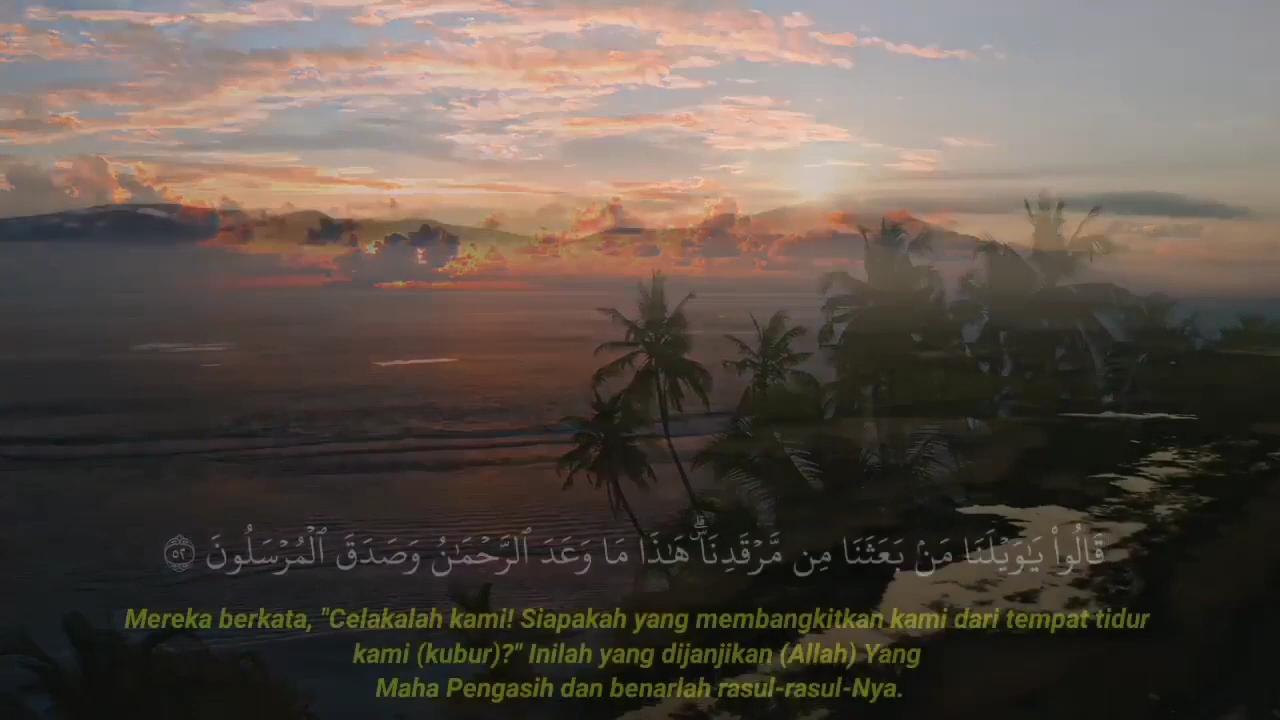 قَالُوا۟ يَـٰوَيْلَنَا مَنۢ بَعَثَنَا مِن مَّرْقَدِنَا ۜ ۗ هَـٰذَا مَا وَعَدَ ٱلرَّحْمَـٰنُ وَصَدَقَ ٱلْمُرْسَلُونَ ٥٢
Mereka berkata, "Celakalah kami! Siapakah yang membangkitkan kami dari tempat tidur
kami (kubur)?" Inilah yang dijanjikan (Allah) Yang
Maha Pengasih dan benarlah rasul-rasul-Nya.